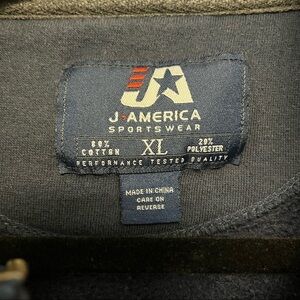 JA
J★AMERICA
SPORTSWEAR
80% COTTON XL 20% POLYESTER
PERFORMANCE TESTED QUALITY
MADE IN CHINA
CARE ON
REVERSE